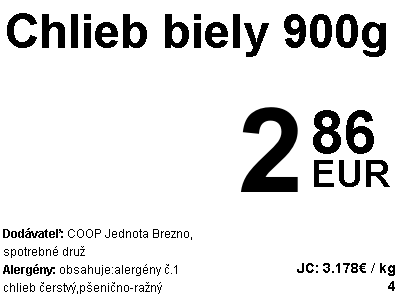 Chlieb biely 900g
2 86
EUR
Dodávateľ: COOP Jednota Brezno,
spotrebné druž
Alergény: obsahuje:alergény č.1
chlieb čerstvý,pšenično-ražný
JC: 3.178€ / kg
4